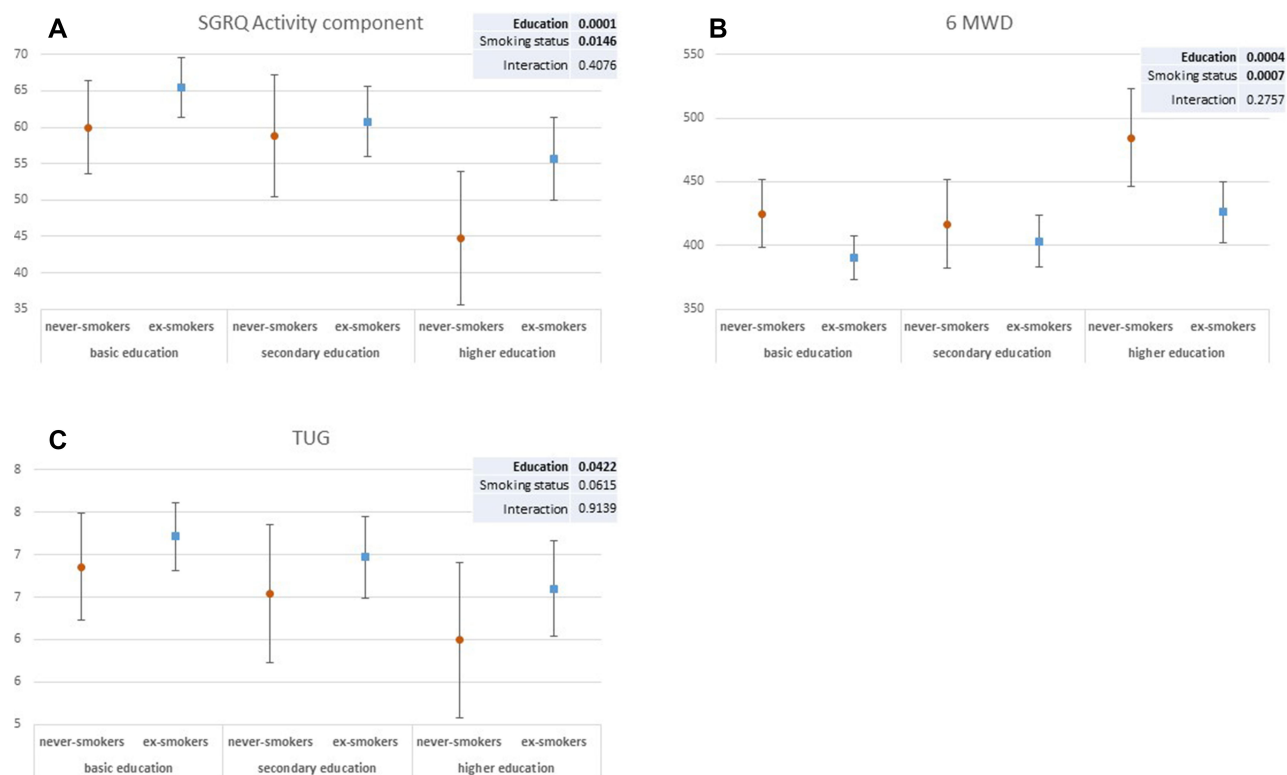 A
SGRQ Activity component
Education 0.0001
Smoking status 0.0146
Interaction 0.4076
70
65
60
55
50
45
40
35
never-smokers ex-smokers never-smokers ex-smokers never-smokers ex-smokers
basic education secondary education higher education
B
6 MWD
Education 0.0004
Smoking status 0.0007
Interaction 0.2757
550
500
450
400
350
never-smokers ex-smokers never-smokers ex-smokers never-smokers ex-smokers
basic education secondary education higher education
C
TUG
Education 0.0422
Smoking status 0.0615
Interaction 0.9139
8
8
7
7
6
6
5
never-smokers ex-smokers never-smokers ex-smokers never-smokers ex-smokers
basic education secondary education higher education